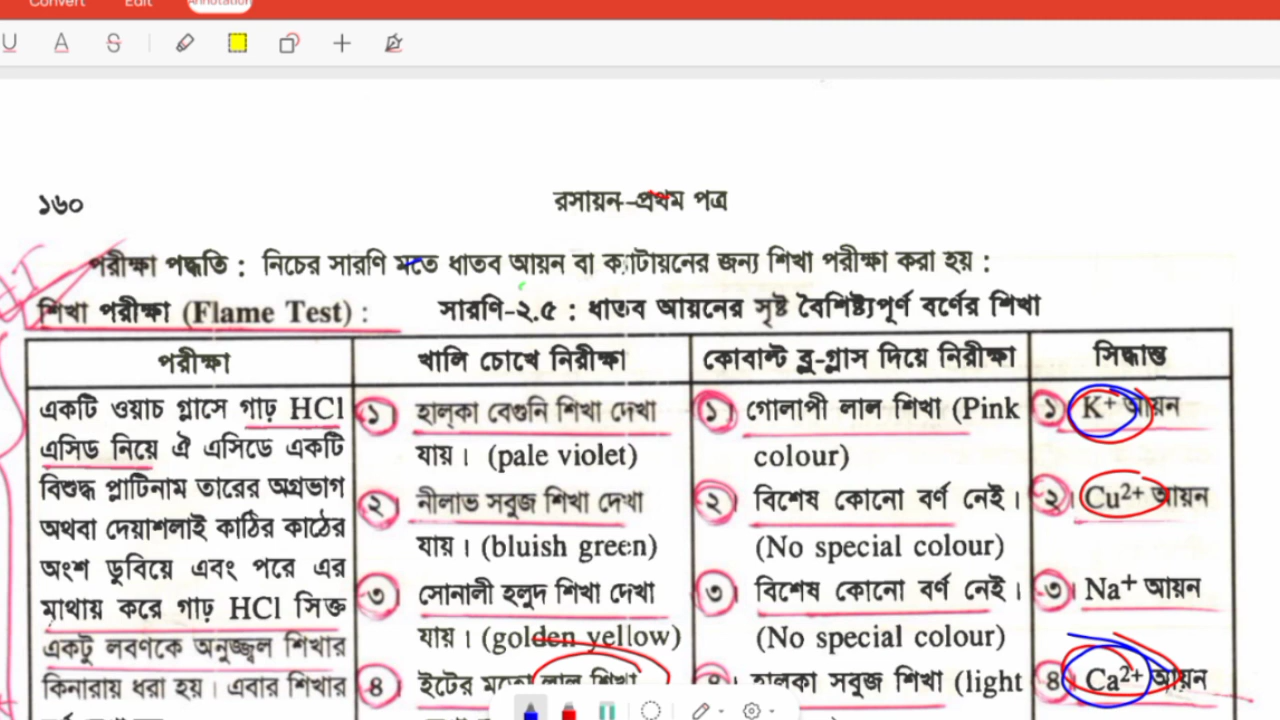 Convert Edit Annotation
U A S
১৬০
রসায়ন–প্রথম পত্র
পরীক্ষা পদ্ধতি : নিচের সারণি মতে ধাতব আয়ন বা ক্যাটায়নের জন্য শিখা পরীক্ষা করা হয় :
শিখা পরীক্ষা (Flame Test) : সারণি-২.৫ : ধাতব আয়নের সৃষ্ট বৈশিষ্ট্যপূর্ণ বর্ণের শিখা
পরীক্ষা
একটি ওয়াচ গ্লাসে গাঢ় HCl
এসিড নিয়ে ঐ এসিডে একটি
বিশুদ্ধ প্লাটিনাম তারের অগ্রভাগ
অথবা দেয়াশলাই কাঠির কাঠের
অংশ ডুবিয়ে এবং পরে এর
মাথায় করে গাঢ় HCl সিক্ত
একটু লবণকে অনুজ্জ্বল শিখার
কিনারায় ধরা হয়। এবার শিখার
খালি চোখে নিরীক্ষা
১। হাল্কা বেগুনি শিখা দেখা
যায়। (pale violet)
২। নীলাভ সবুজ শিখা দেখা
যায়। (bluish green)
৩। সোনালী হলুদ শিখা দেখা
যায়। (golden yellow)
৪। ইটের মতো লাল শিখা
কোবাল্ট ব্লু-গ্লাস দিয়ে নিরীক্ষা
১। গোলাপী লাল শিখা (Pink
colour)
২। বিশেষ কোনো বর্ণ নেই।
(No special colour)
৩। বিশেষ কোনো বর্ণ নেই।
(No special colour)
হালকা সবুজ শিখা (light
সিদ্ধান্ত
১। K⁺ আয়ন
২। Cu²⁺ আয়ন
৩। Na⁺ আয়ন
৪। Ca²⁺ আয়ন